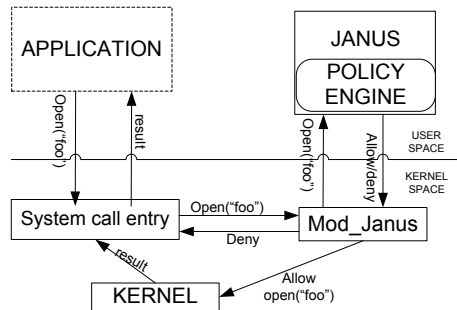 APPLICATION
JANUS
POLICY
ENGINE
Open("foo")
result
Open("foo")
Allow/deny
USER
SPACE
KERNEL
SPACE
System call entry
Open("foo")
Deny
Mod_Janus
result
Allow
open("foo")
KERNEL